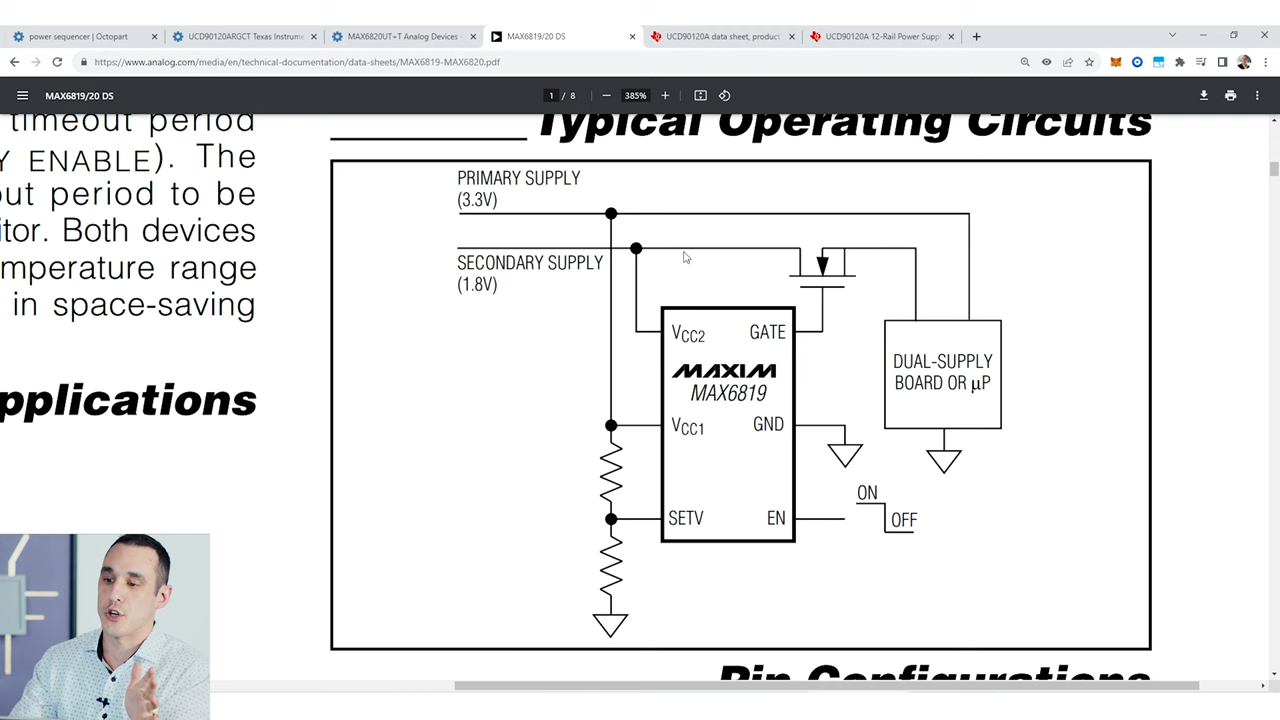 power sequencer | Octopart
UCD90120ARGCT Texas Instrume
MAX6820UT+T Analog Devices -
MAX6819/20 DS
UCD90120A data sheet, product
UCD90120A 12-Rail Power Supp
https://www.analog.com/media/en/technical-documentation/data-sheets/MAX6819-MAX6820.pdf
MAX6819/20 DS
1 / 8
385%
timeout period
Y ENABLE). The
out period to be
itor. Both devices
mperature range
in space-saving
pplications
Typical Operating Circuits
PRIMARY SUPPLY
(3.3V)
SECONDARY SUPPLY
(1.8V)
VCC2
GATE
MAXIM
MAX6819
VCC1
GND
SETV
EN
DUAL-SUPPLY
BOARD OR µP
ON
OFF
Pin Configurations